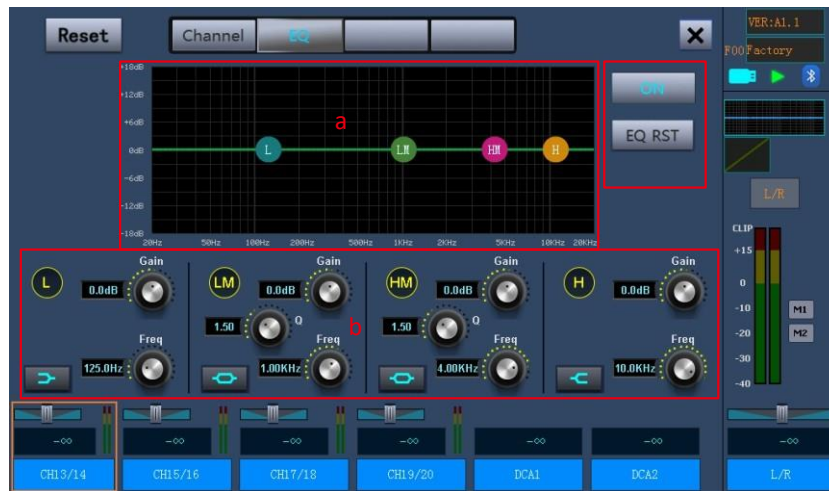 Reset
Channel
EQ
VER:A1.1
F00Factory
+18dB
+12dB
+6dB
0dB
-6dB
-12dB
-18dB
a
L
LM
HM
H
20Hz 50Hz 100Hz 200Hz 500Hz 1KHz 2KHz 5KHz 10KHz 20KHz
ON
EQ RST
L/R
CLIP
+15
0
-10
-20
-30
-40
M1
M2
L
Gain
0.0dB
Freq
125.0Hz
LM
Gain
0.0dB
1.50
Q
Freq
1.00KHz
b
HM
Gain
0.0dB
1.50
Q
Freq
4.00KHz
H
Gain
0.0dB
Freq
10.0KHz
-∞ -∞ -∞ -∞ -∞ -∞ -∞
CH13/14 CH15/16 CH17/18 CH19/20 DCA1 DCA2 L/R